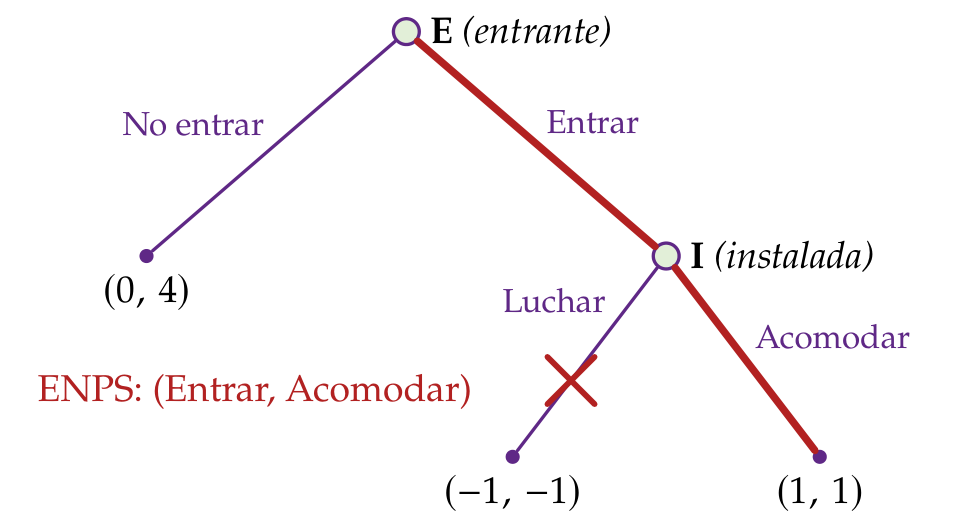 E (entrante)
No entrar
Entrar
I (instalada)
(0, 4)
Luchar
Acomodar
ENPS: (Entrar, Acomodar)
(−1, −1)
(1, 1)